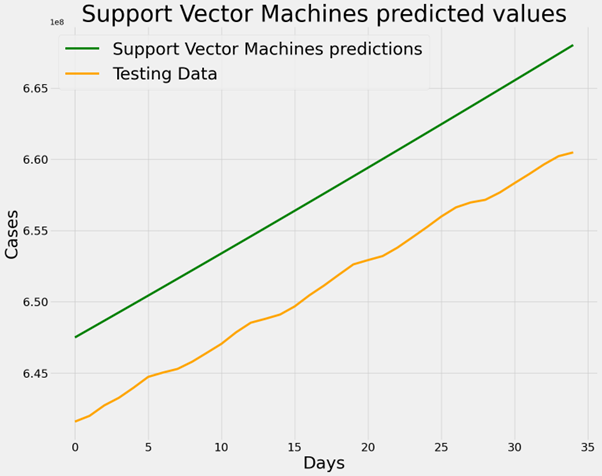 Support Vector Machines predicted values
1e8
Support Vector Machines predictions
Testing Data
6.65
6.60
6.55
6.50
6.45
Cases
0 5 10 15 20 25 30 35
Days